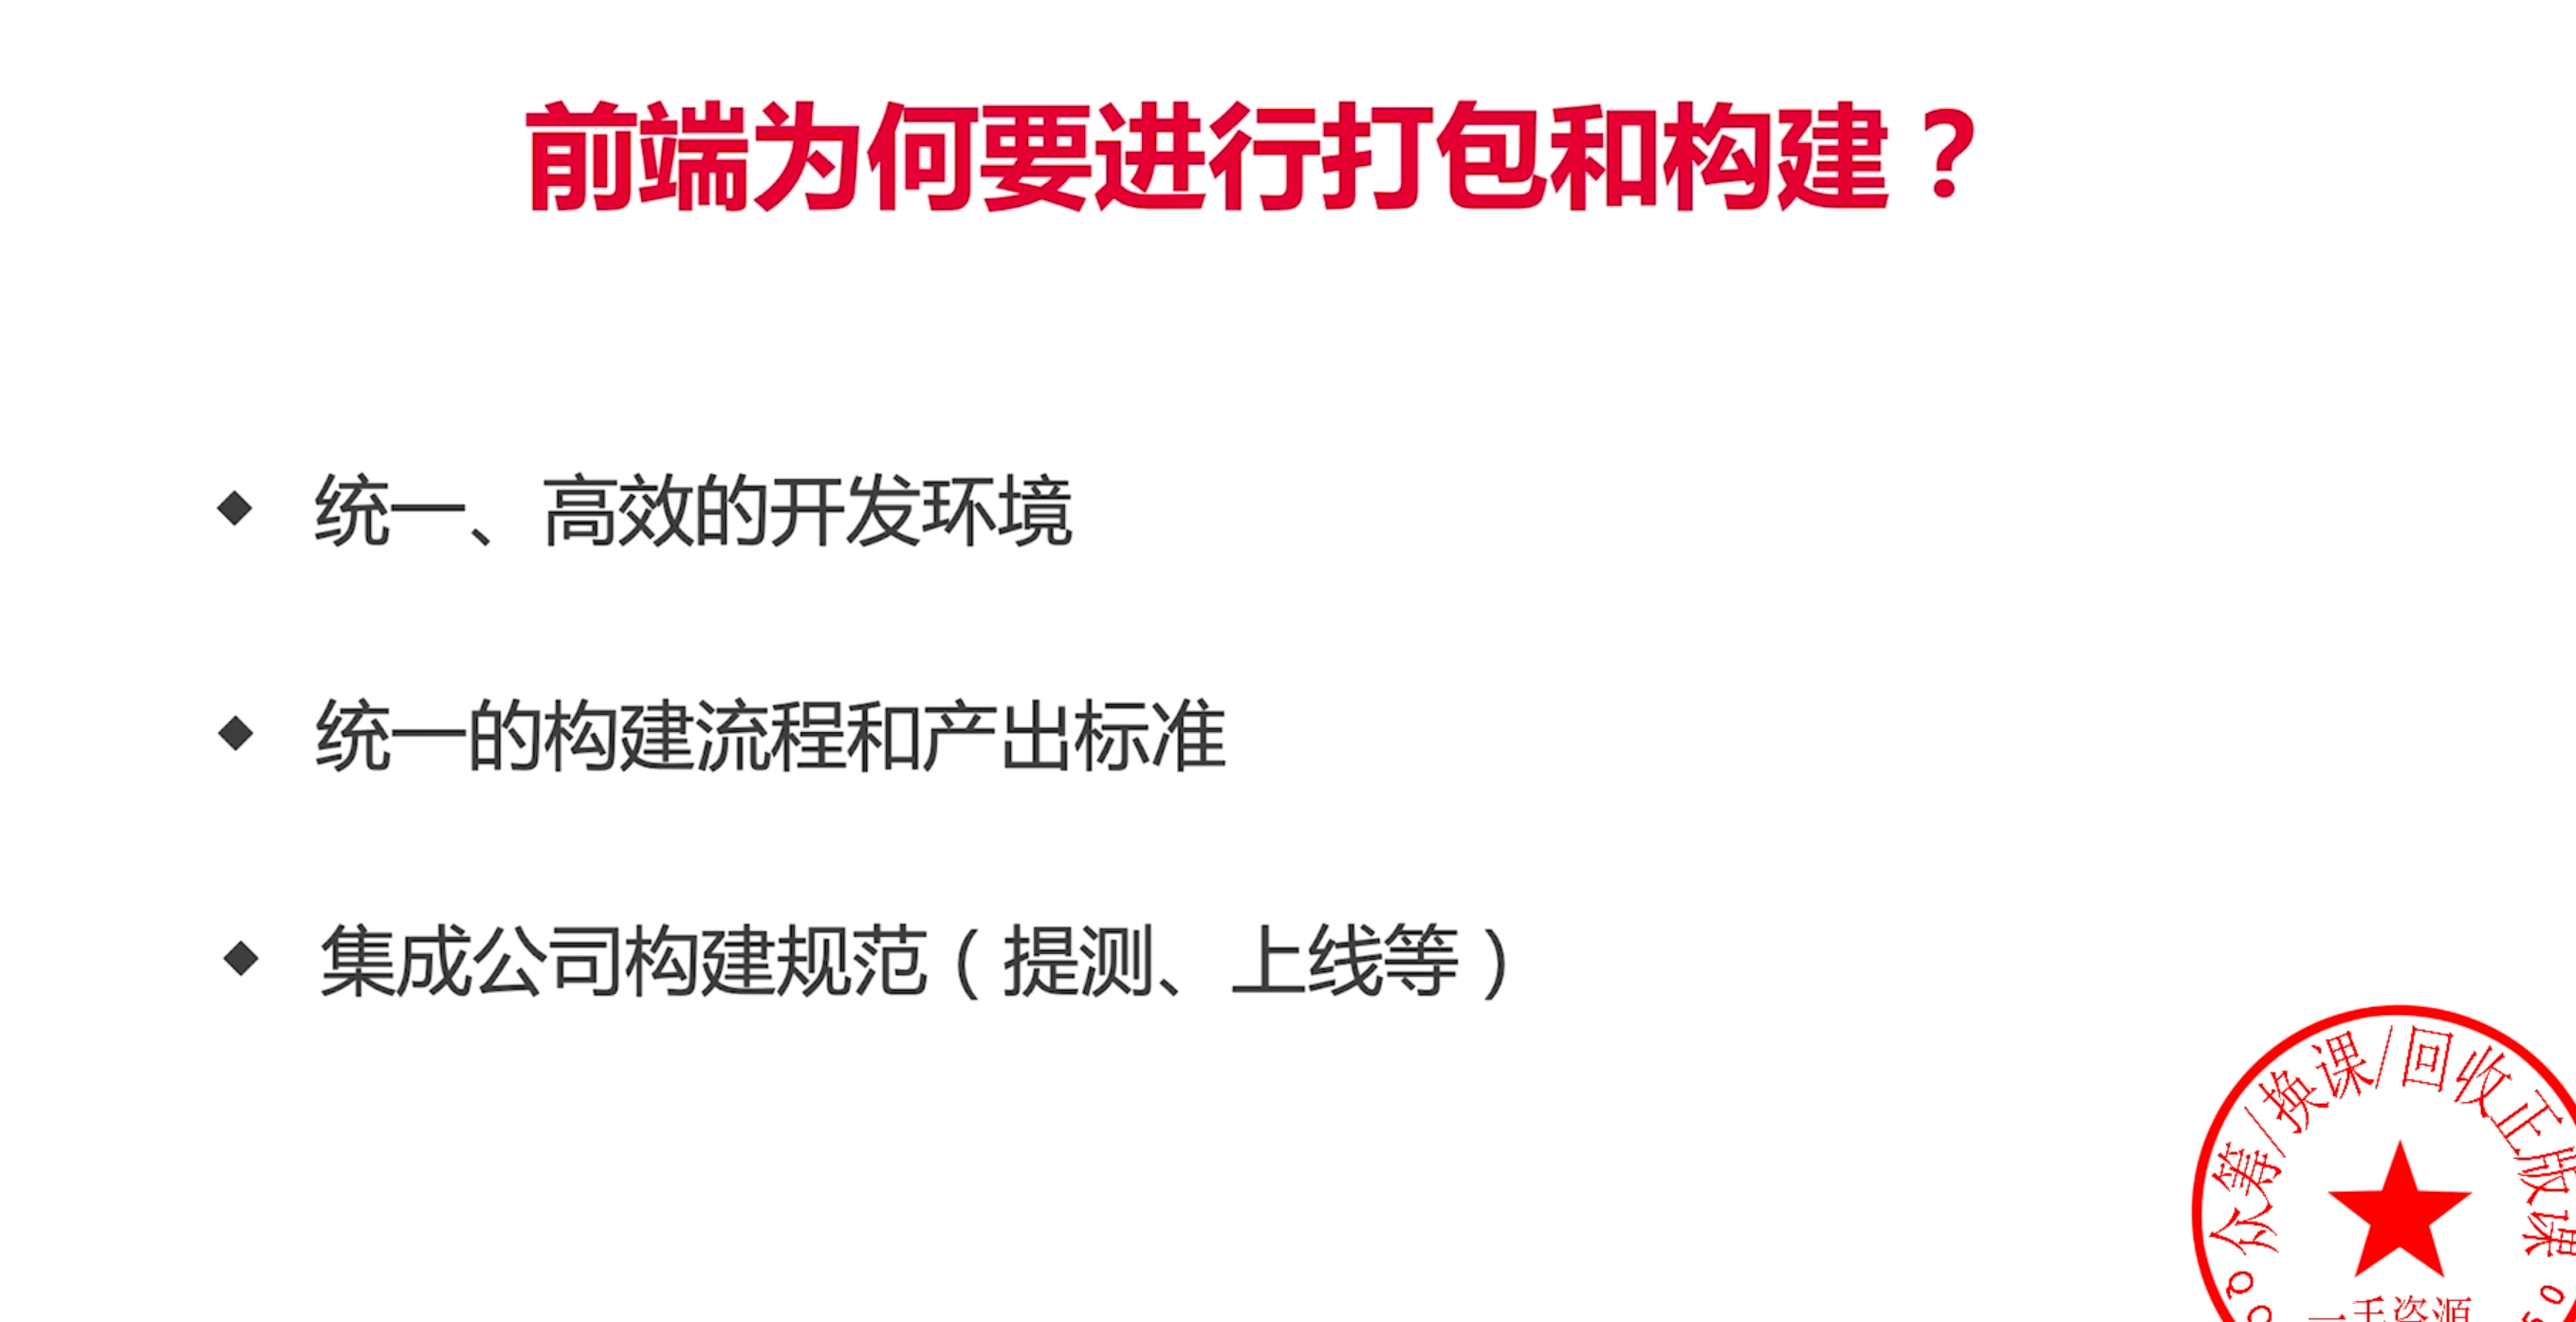 前端为何要进行打包和构建？
◆ 统一、高效的开发环境
◆ 统一的构建流程和产出标准
◆ 集成公司构建规范（提测、上线等）
众筹/换课/回收正版课
一手资源